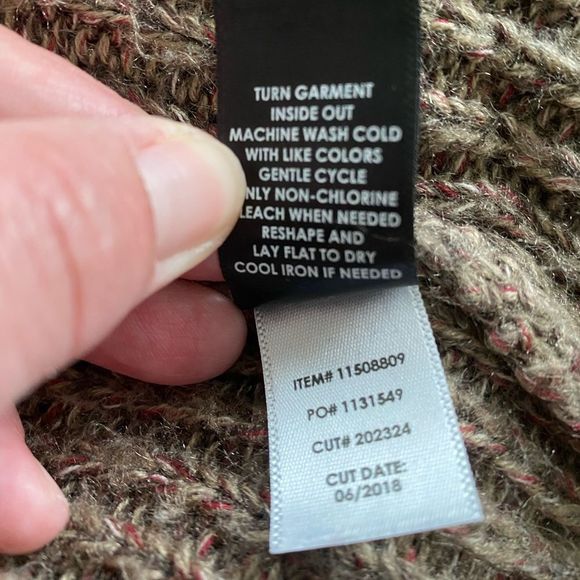 TURN GARMENT
INSIDE OUT
MACHINE WASH COLD
WITH LIKE COLORS
GENTLE CYCLE
NLY NON-CHLORINE
LEACH WHEN NEEDED
RESHAPE AND
LAY FLAT TO DRY
COOL IRON IF NEEDED
ITEM# 11508809
PO# 1131549
CUT# 202324
CUT DATE:
06/2018